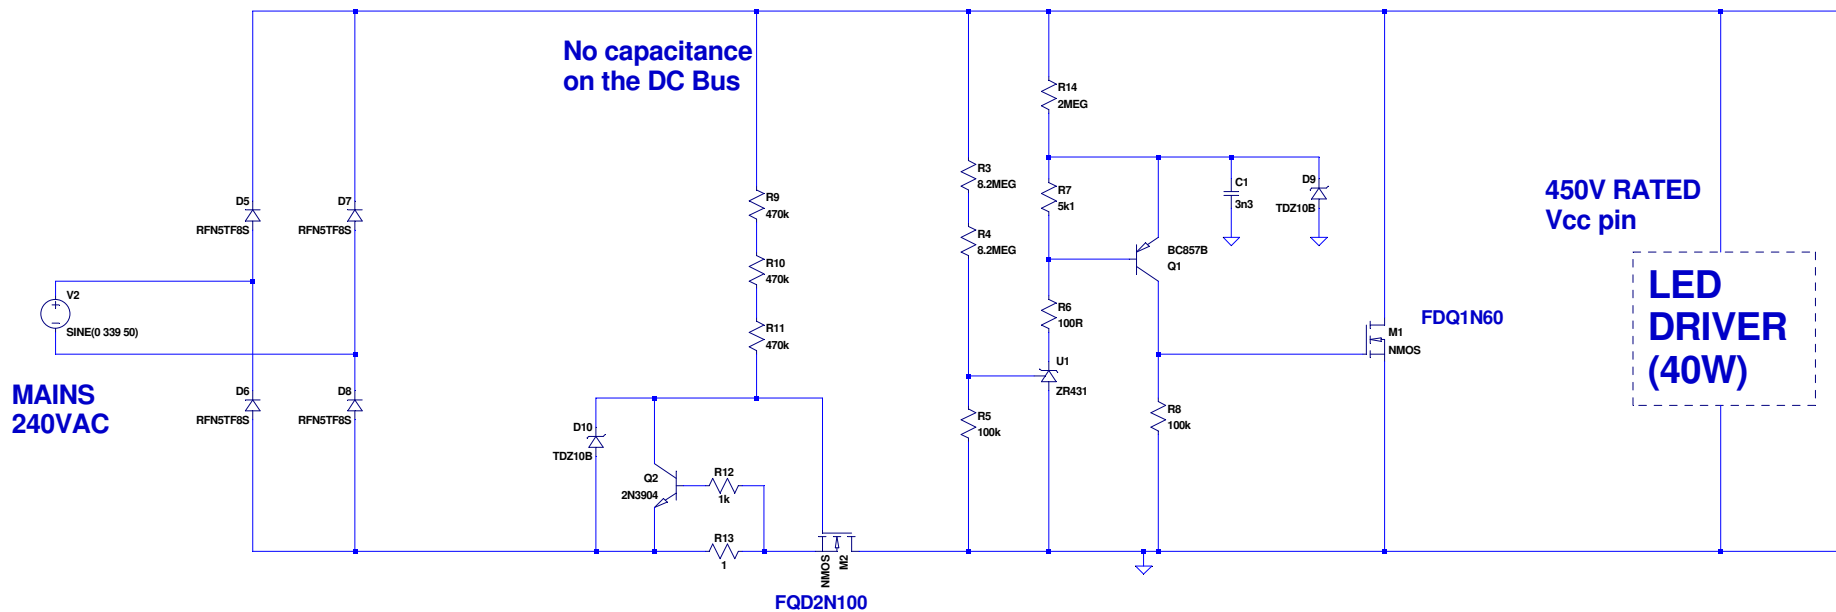 No capacitance
on the DC Bus
R14
2MEG
R3
8.2MEG
R7
5k1
C1
3n3
D9
TDZ10B
450V RATED
Vcc pin
D5
RFN5TF8S
D7
RFN5TF8S
R9
470k
R4
8.2MEG
BC857B
Q1
R10
470k
V2
SINE(0 339 50)
R11
470k
R6
100R
FDQ1N60
M1
NMOS
LED
DRIVER
(40W)
U1
ZR431
MAINS
240VAC
D6
RFN5TF8S
D8
RFN5TF8S
D10
TDZ10B
R5
100k
R8
100k
Q2
2N3904
R12
1k
R13
1
NMOS
M2
FQD2N100